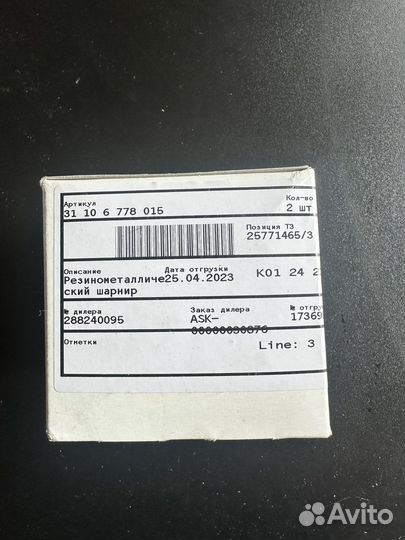 Артикул Кол-во
31 10 6 778 015 2 шт
Позиция ТЗ
25771465/3
Описание Дата отгрузки K01 24 2
Резинометалличе25.04.2023
ский шарнир
№ дилера Заказ дилера № отгру
288240095 ASK- 17369
00000030876
Отметки Line: 3
Avito